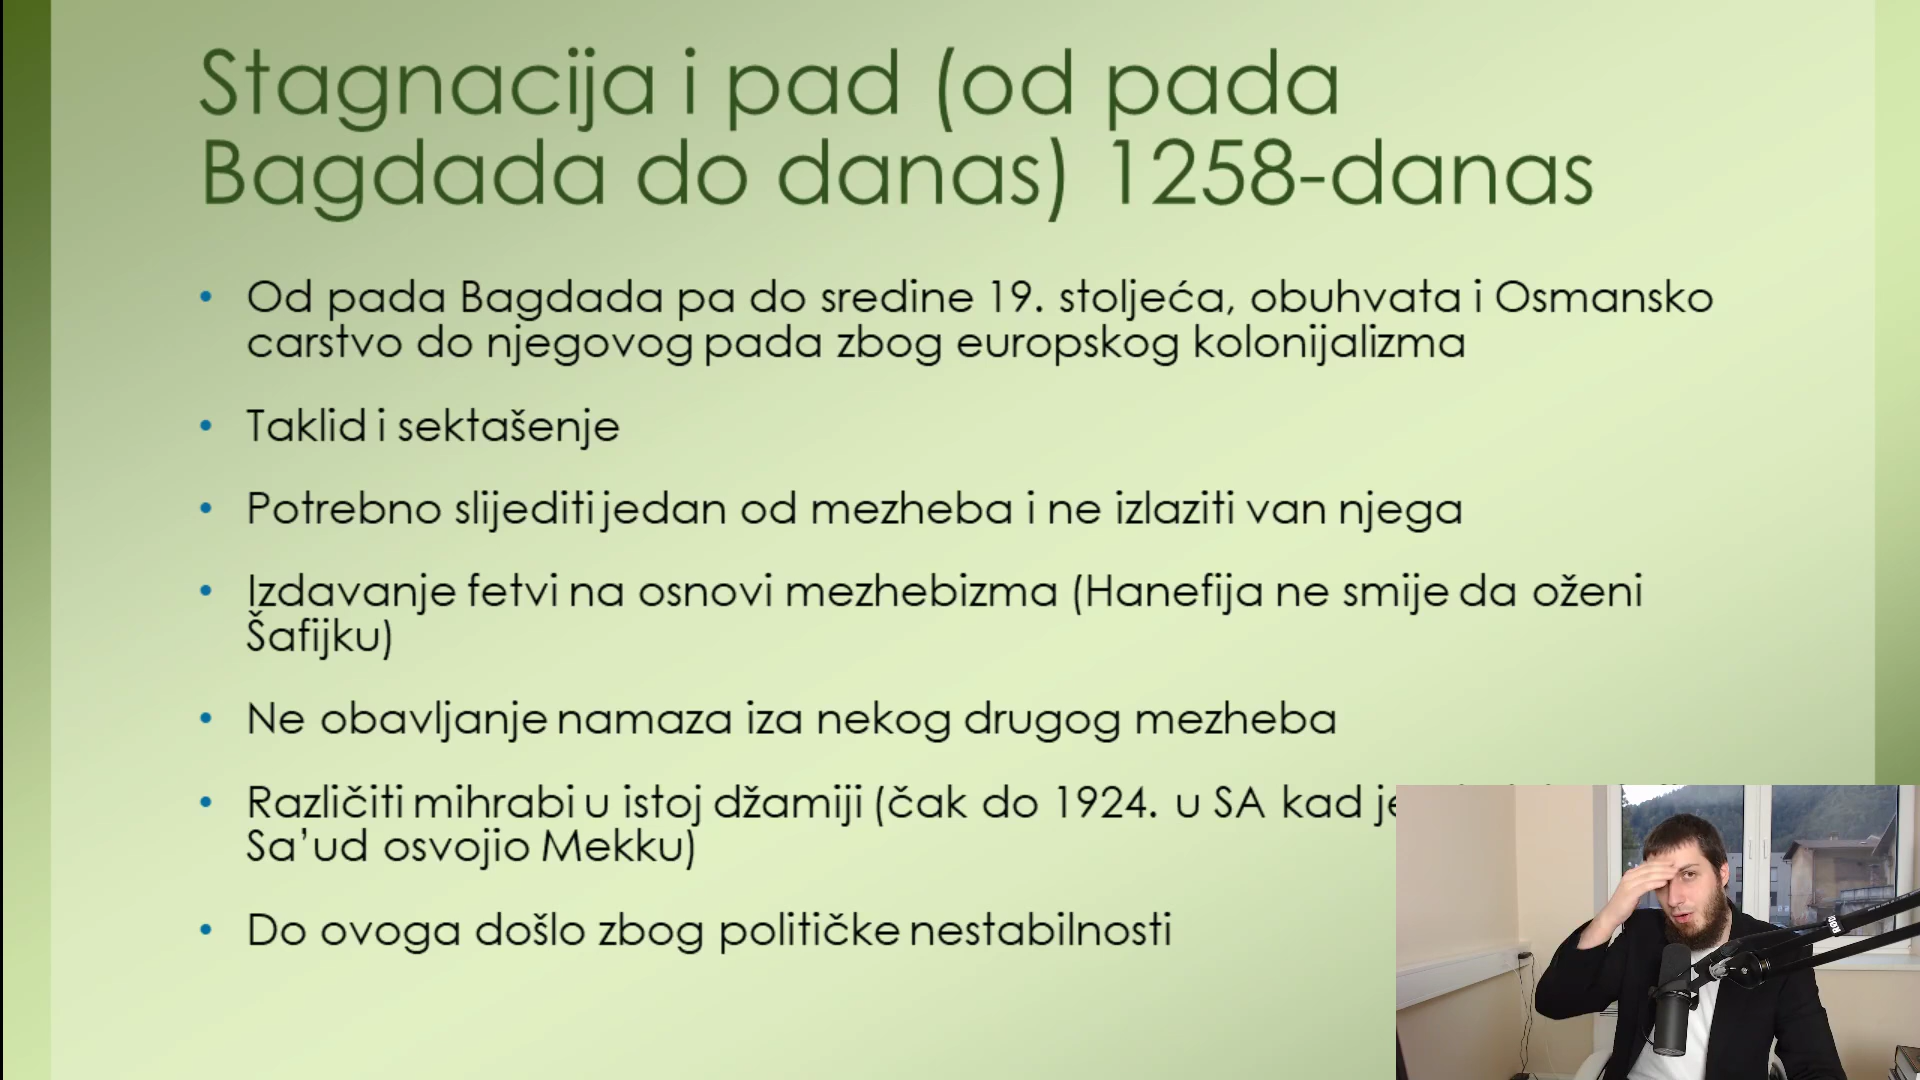 Stagnacija i pad (od pada
Bagdada do danas) 1258-danas
• Od pada Bagdada pa do sredine 19. stoljeća, obuhvata i Osmansko
carstvo do njegovog pada zbog europskog kolonijalizma
• Taklid i sektašenje
• Potrebno slijediti jedan od mezheba i ne izlaziti van njega
• Izdavanje fetvi na osnovi mezhebizma (Hanefija ne smije da oženi
Šafijku)
• Ne obavljanje namaza iza nekog drugog mezheba
• Različiti mihrabi u istoj džamiji (čak do 1924. u SA kad je
Sa'ud osvojio Mekku)
• Do ovoga došlo zbog političke nestabilnosti